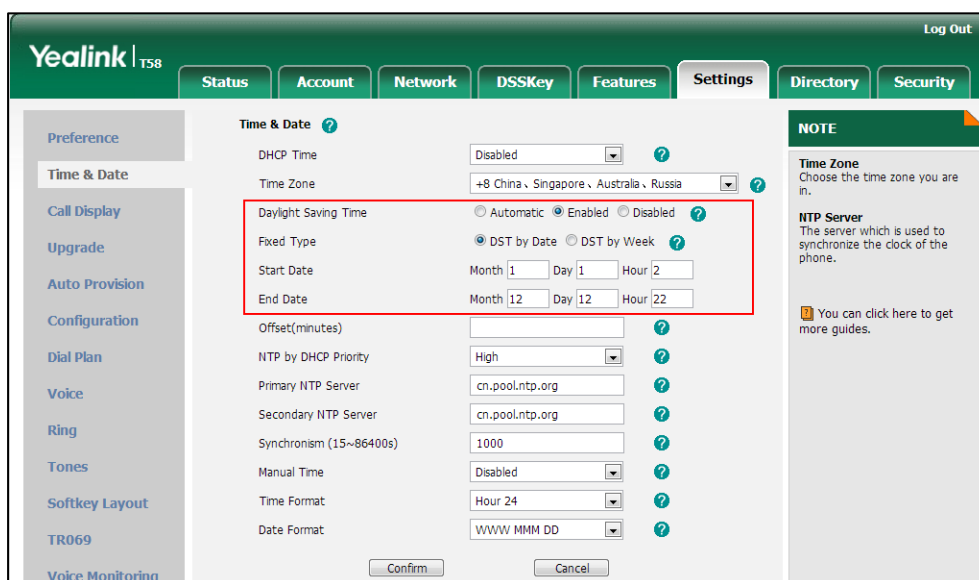 Log Out
Yealink T58
Status Account Network DSSKey Features Settings Directory Security
Preference
Time & Date
Call Display
Upgrade
Auto Provision
Configuration
Dial Plan
Voice
Ring
Tones
Softkey Layout
TR069
Voice Monitoring
Time & Date ?
DHCP Time Disabled ?
Time Zone +8 China、Singapore、Australia、Russia ?
Daylight Saving Time Automatic Enabled Disabled ?
Fixed Type DST by Date DST by Week ?
Start Date Month 1 Day 1 Hour 2
End Date Month 12 Day 12 Hour 22
Offset(minutes) ?
NTP by DHCP Priority High ?
Primary NTP Server cn.pool.ntp.org ?
Secondary NTP Server cn.pool.ntp.org ?
Synchronism (15~86400s) 1000 ?
Manual Time Disabled ?
Time Format Hour 24 ?
Date Format WWW MMM DD ?
Confirm Cancel
NOTE
Time Zone
Choose the time zone you are
in.
NTP Server
The server which is used to
synchronize the clock of the
phone.
? You can click here to get
more guides.